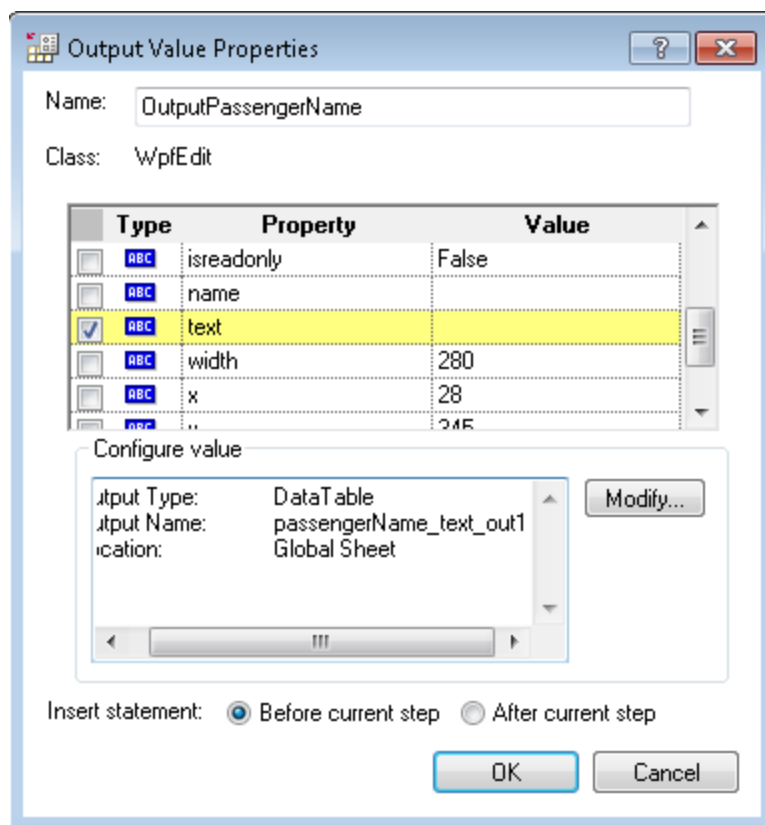 Output Value Properties
Name: OutputPassengerName
Class: WpfEdit
Type Property Value
ABC isreadonly False
ABC name
ABC text
ABC width 280
ABC x 28
Configure value
utput Type: DataTable
utput Name: passengerName_text_out1
cation: Global Sheet
Modify...
Insert statement: Before current step After current step
OK Cancel